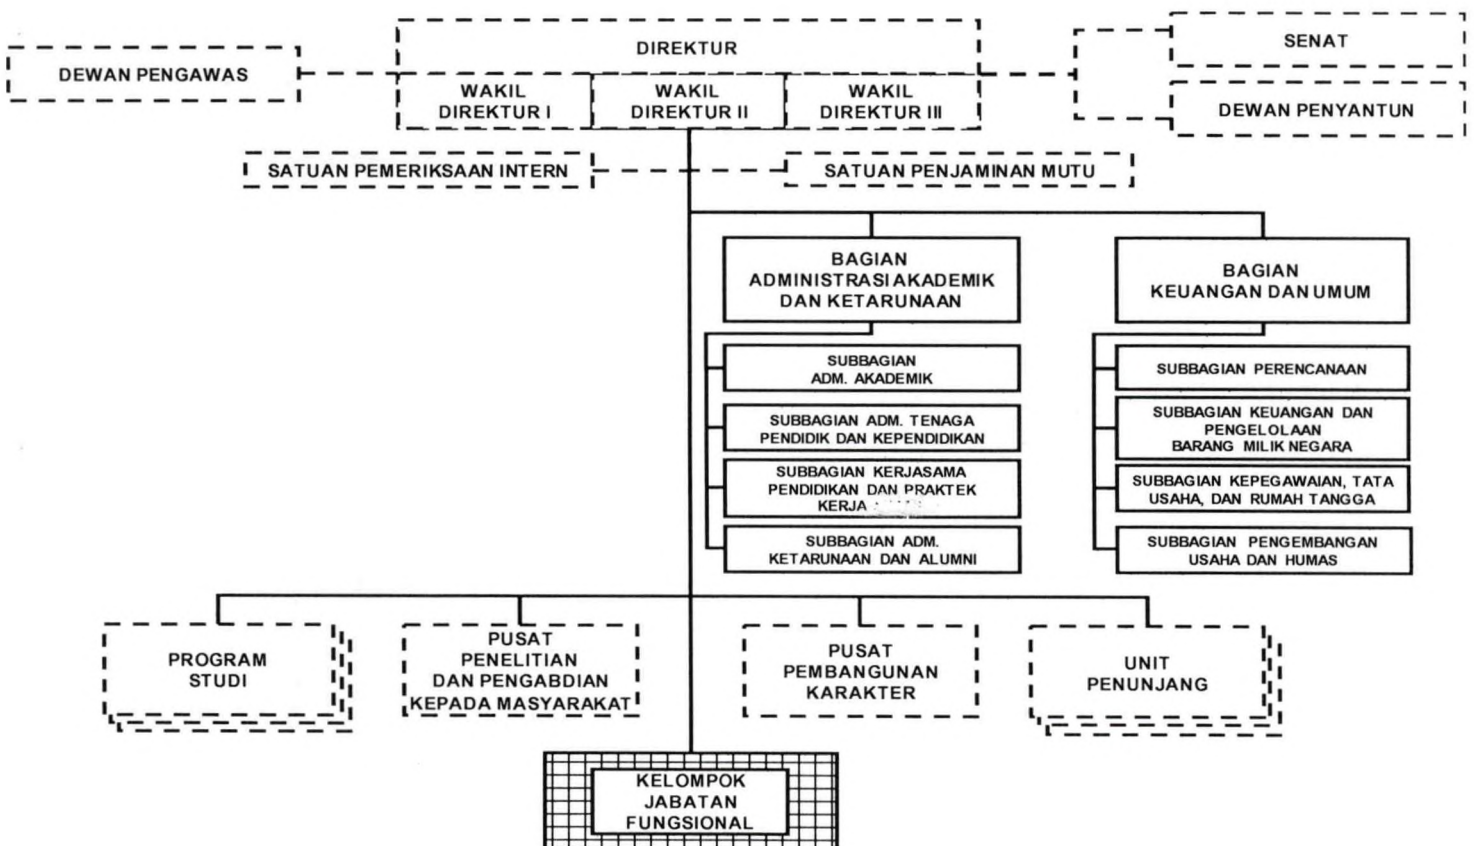 DEWAN PENGAWAS
DIREKTUR
WAKIL
DIREKTUR I
WAKIL
DIREKTUR II
WAKIL
DIREKTUR III
SENAT
DEWAN PENYANTUN
SATUAN PEMERIKSAAN INTERN
SATUAN PENJAMINAN MUTU
BAGIAN
ADMINISTRASI AKADEMIK
DAN KETARUNAAN
SUBBAGIAN
ADM. AKADEMIK
SUBBAGIAN ADM. TENAGA
PENDIDIK DAN KEPENDIDIKAN
SUBBAGIAN KERJASAMA
PENDIDIKAN DAN PRAKTEK
KERJA
SUBBAGIAN ADM.
KETARUNAAN DAN ALUMNI
BAGIAN
KEUANGAN DAN UMUM
SUBBAGIAN PERENCANAAN
SUBBAGIAN KEUANGAN DAN
PENGELOLAAN
BARANG MILIK NEGARA
SUBBAGIAN KEPEGAWAIAN, TATA
USAHA, DAN RUMAH TANGGA
SUBBAGIAN PENGEMBANGAN
USAHA DAN HUMAS
PROGRAM
STUDI
PUSAT
PENELITIAN
DAN PENGABDIAN
KEPADA MASYARAKAT
PUSAT
PEMBANGUNAN
KARAKTER
UNIT
PENUNJANG
KELOMPOK
JABATAN
FUNGSIONAL